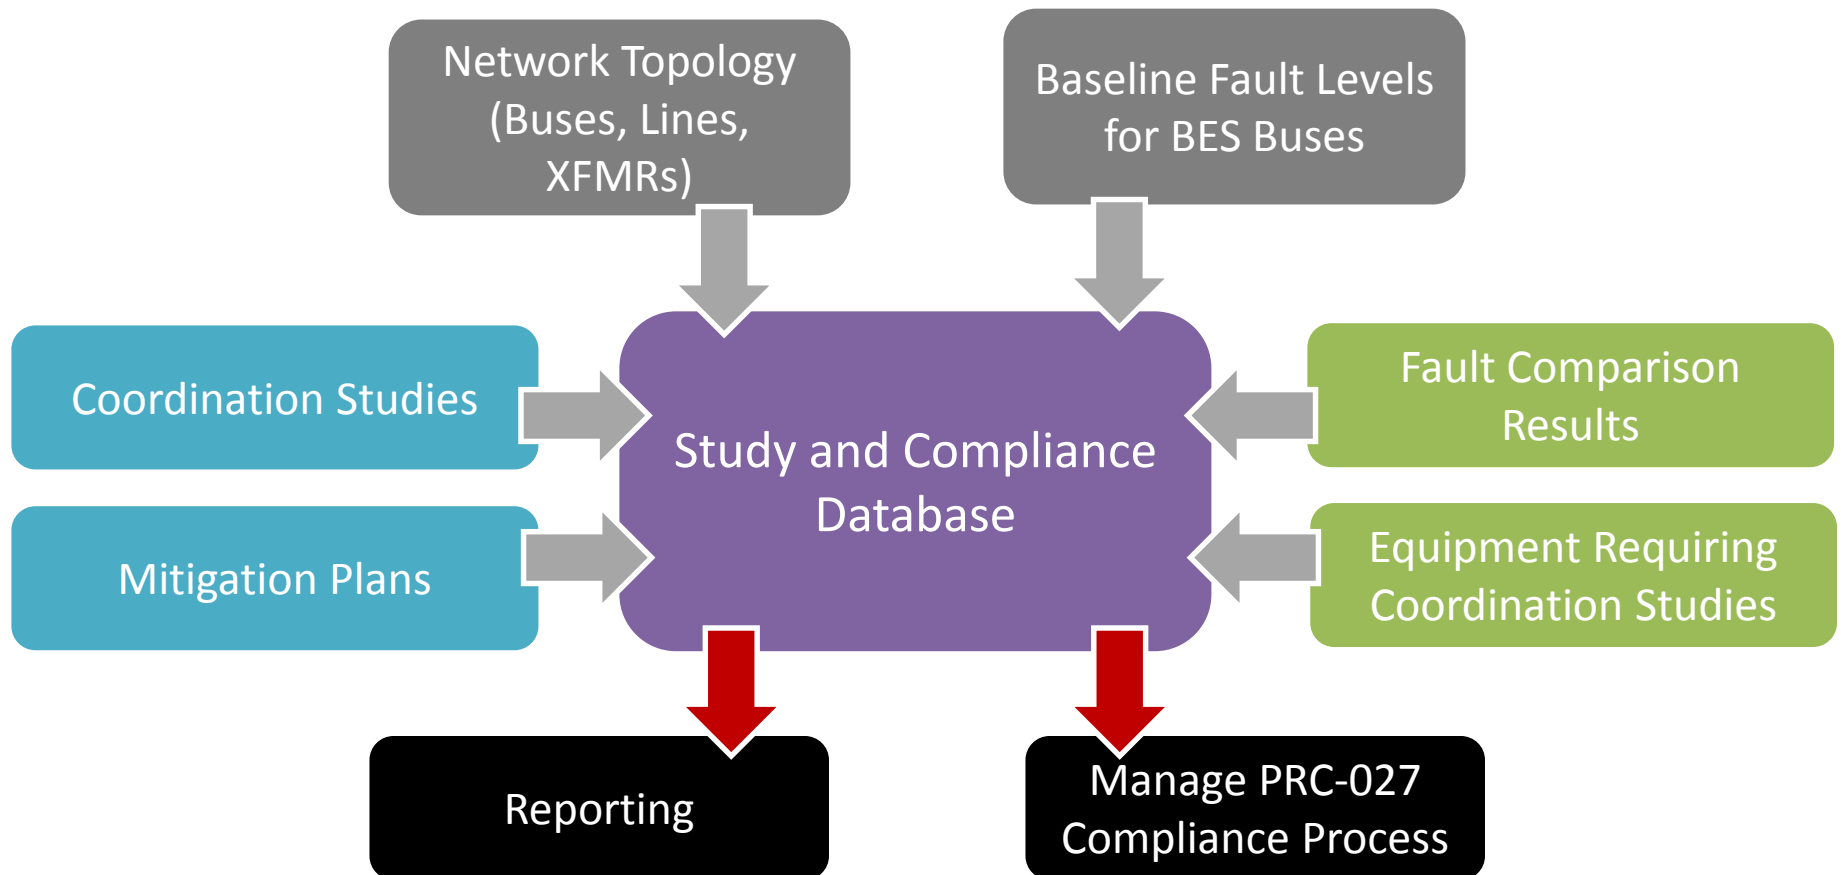 Network Topology
(Buses, Lines,
XFMRs)
Baseline Fault Levels
for BES Buses
Coordination Studies
Fault Comparison
Results
Study and Compliance
Database
Mitigation Plans
Equipment Requiring
Coordination Studies
Reporting
Manage PRC-027
Compliance Process